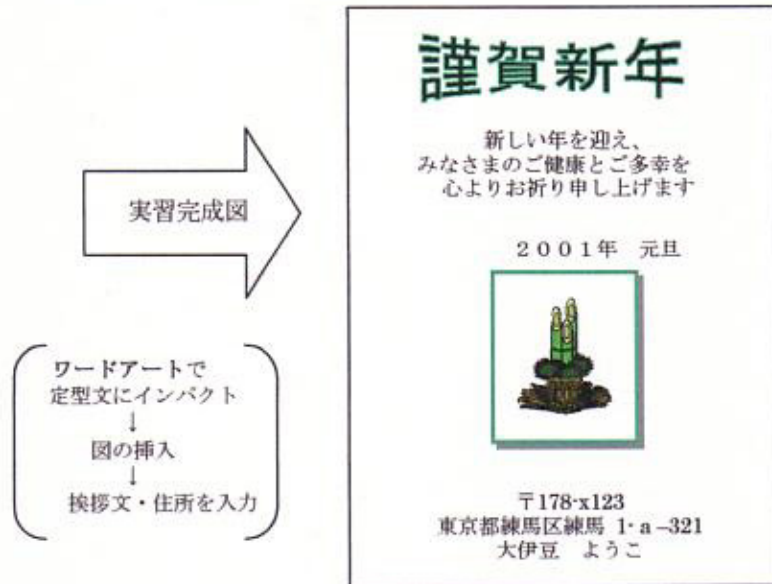 実習完成図
ワードアートで
定型文にインパクト
↓
図の挿入
↓
挨拶文・住所を入力
謹賀新年
新しい年を迎え、
みなさまのご健康とご多幸を
心よりお祈り申し上げます
２００１年　元旦
〒178-x123
東京都練馬区練馬 1-a–321
大伊豆　ようこ